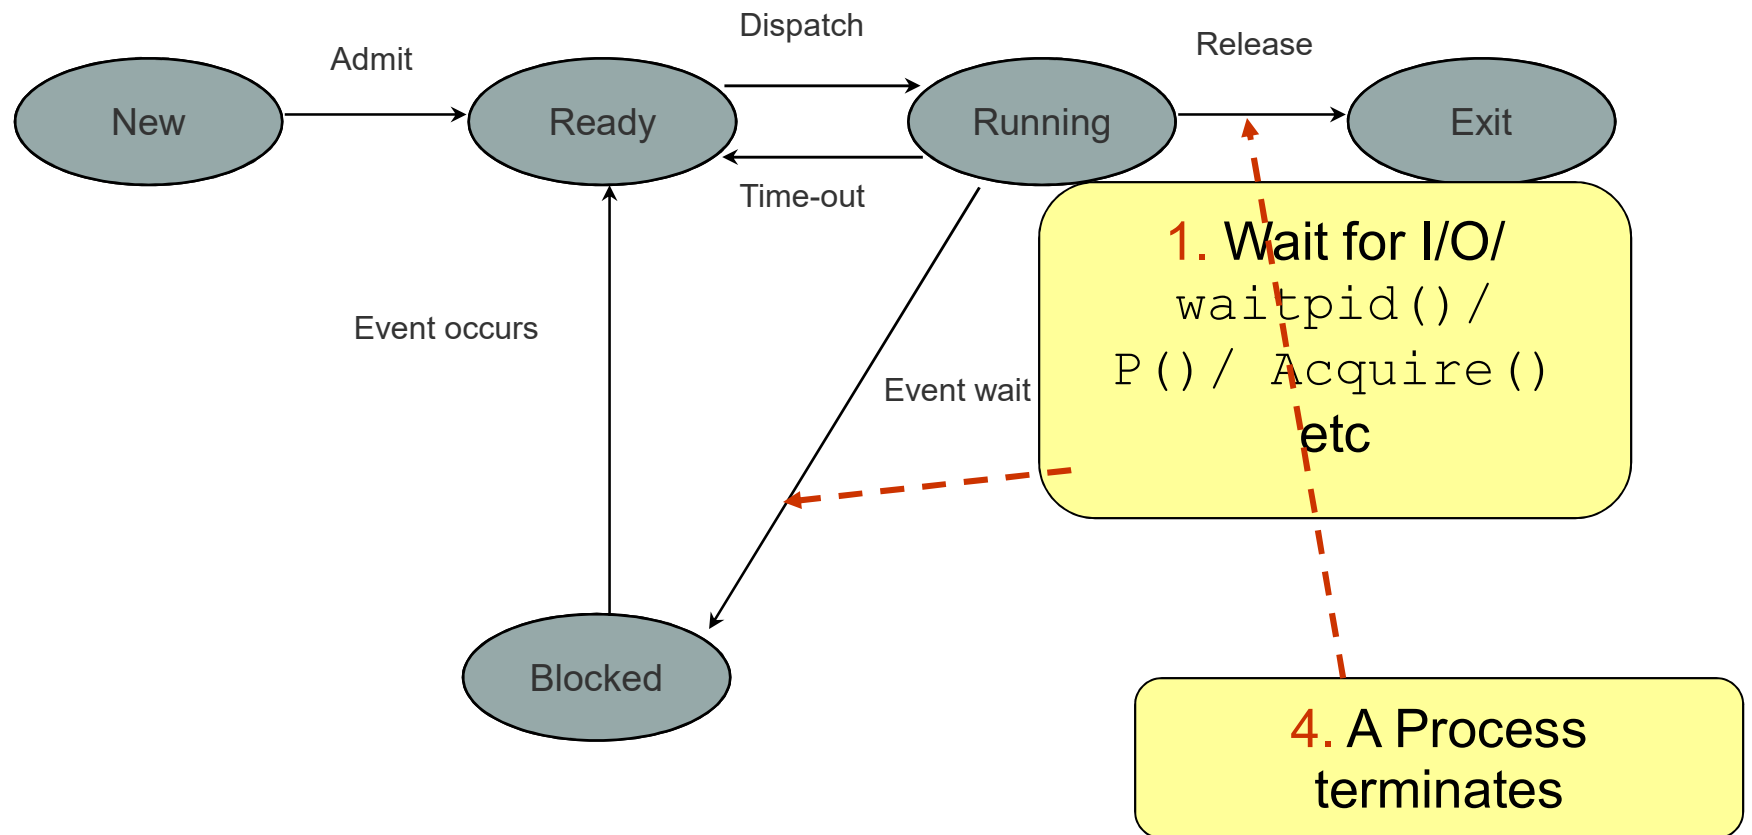 Dispatch
Admit
Release
New
Ready
Running
Exit
Time-out
1. Wait for I/O/
waitpid()/
P()/ Acquire()
etc
Event occurs
Event wait
Blocked
4. A Process
terminates